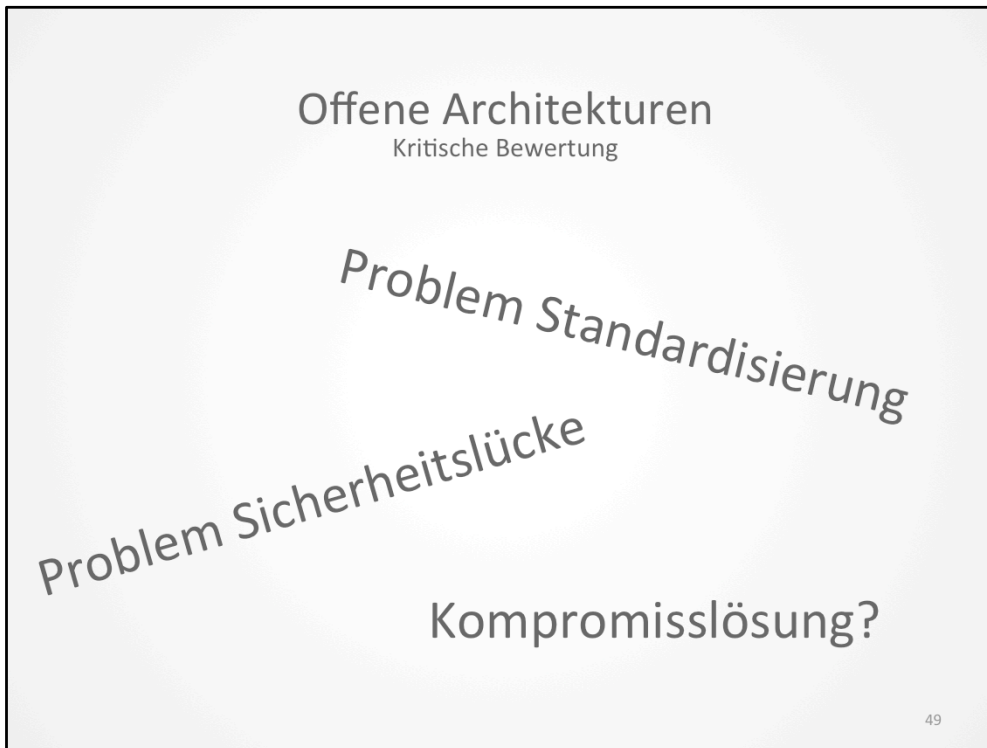 Offene Architekturen
Kritische Bewertung
Problem Standardisierung
Problem Sicherheitslücke
Kompromisslösung?
49